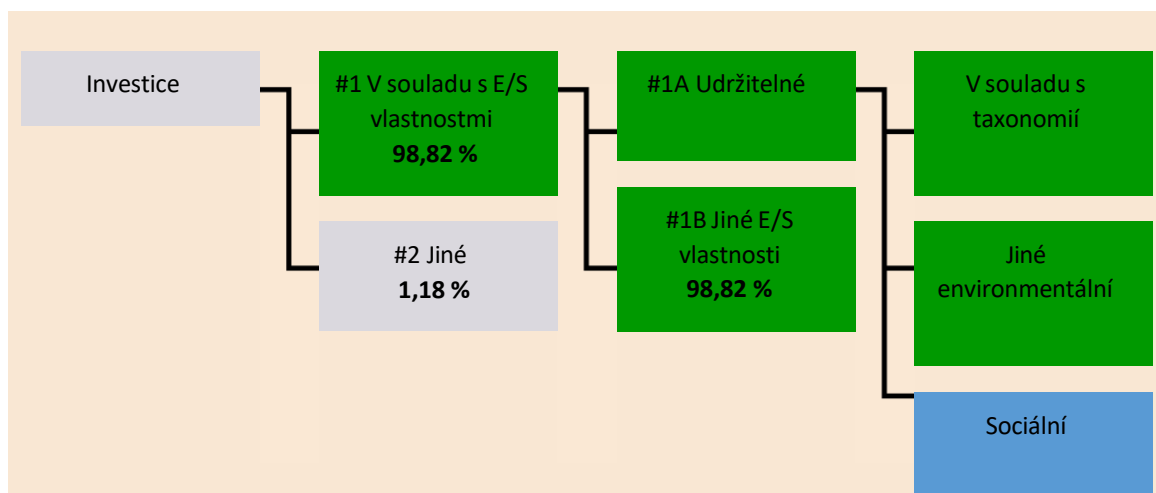 Investice
#1 V souladu s E/S
vlastnostmi
98,82 %
#2 Jiné
1,18 %
#1A Udržitelné
#1B Jiné E/S
vlastnosti
98,82 %
V souladu s
taxonomií
Jiné
environmentální
Sociální